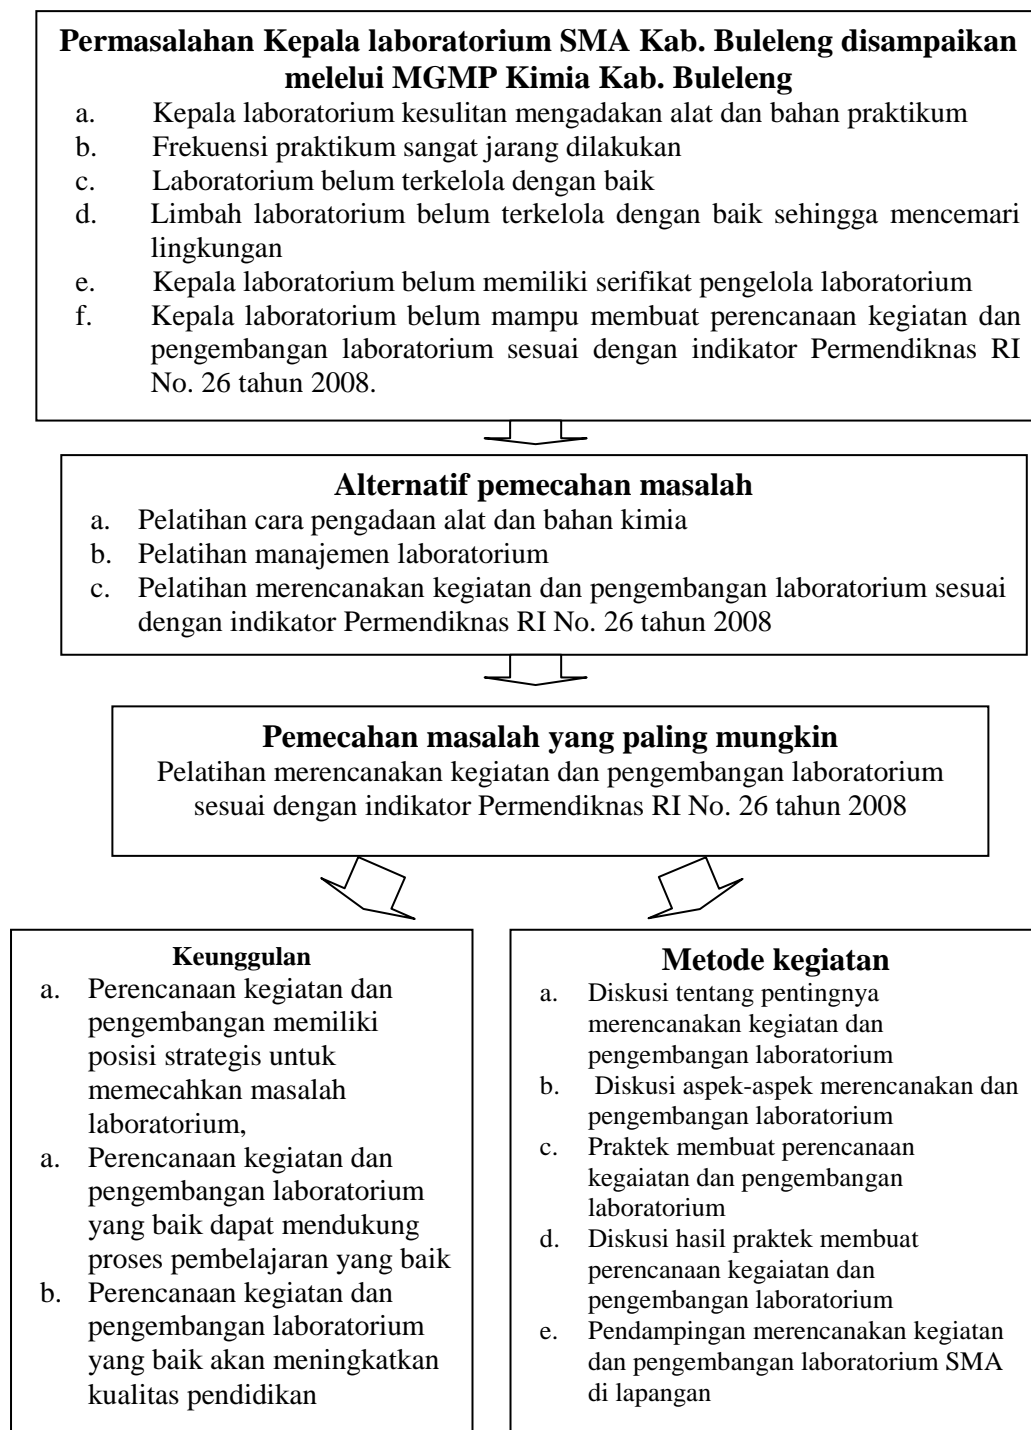 Permasalahan Kepala laboratorium SMA Kab. Buleleng disampaikan
melelui MGMP Kimia Kab. Buleleng
a. Kepala laboratorium kesulitan mengadakan alat dan bahan praktikum
b. Frekuensi praktikum sangat jarang dilakukan
c. Laboratorium belum terkelola dengan baik
d. Limbah laboratorium belum terkelola dengan baik sehingga mencemari
lingkungan
e. Kepala laboratorium belum memiliki serifikat pengelola laboratorium
f. Kepala laboratorium belum mampu membuat perencanaan kegiatan dan
pengembangan laboratorium sesuai dengan indikator Permendiknas RI
No. 26 tahun 2008.
Alternatif pemecahan masalah
a. Pelatihan cara pengadaan alat dan bahan kimia
b. Pelatihan manajemen laboratorium
c. Pelatihan merencanakan kegiatan dan pengembangan laboratorium sesuai
dengan indikator Permendiknas RI No. 26 tahun 2008
Pemecahan masalah yang paling mungkin
Pelatihan merencanakan kegiatan dan pengembangan laboratorium
sesuai dengan indikator Permendiknas RI No. 26 tahun 2008
Keunggulan
a. Perencanaan kegiatan dan
pengembangan memiliki
posisi strategis untuk
memecahkan masalah
laboratorium,
a. Perencanaan kegiatan dan
pengembangan laboratorium
yang baik dapat mendukung
proses pembelajaran yang baik
b. Perencanaan kegiatan dan
pengembangan laboratorium
yang baik akan meningkatkan
kualitas pendidikan
Metode kegiatan
a. Diskusi tentang pentingnya
merencanakan kegiatan dan
pengembangan laboratorium
b. Diskusi aspek-aspek merencanakan dan
pengembangan laboratorium
c. Praktek membuat perencanaan
kegaiatan dan pengembangan
laboratorium
d. Diskusi hasil praktek membuat
perencanaan kegaiatan dan
pengembangan laboratorium
e. Pendampingan merencanakan kegiatan
dan pengembangan laboratorium SMA
di lapangan